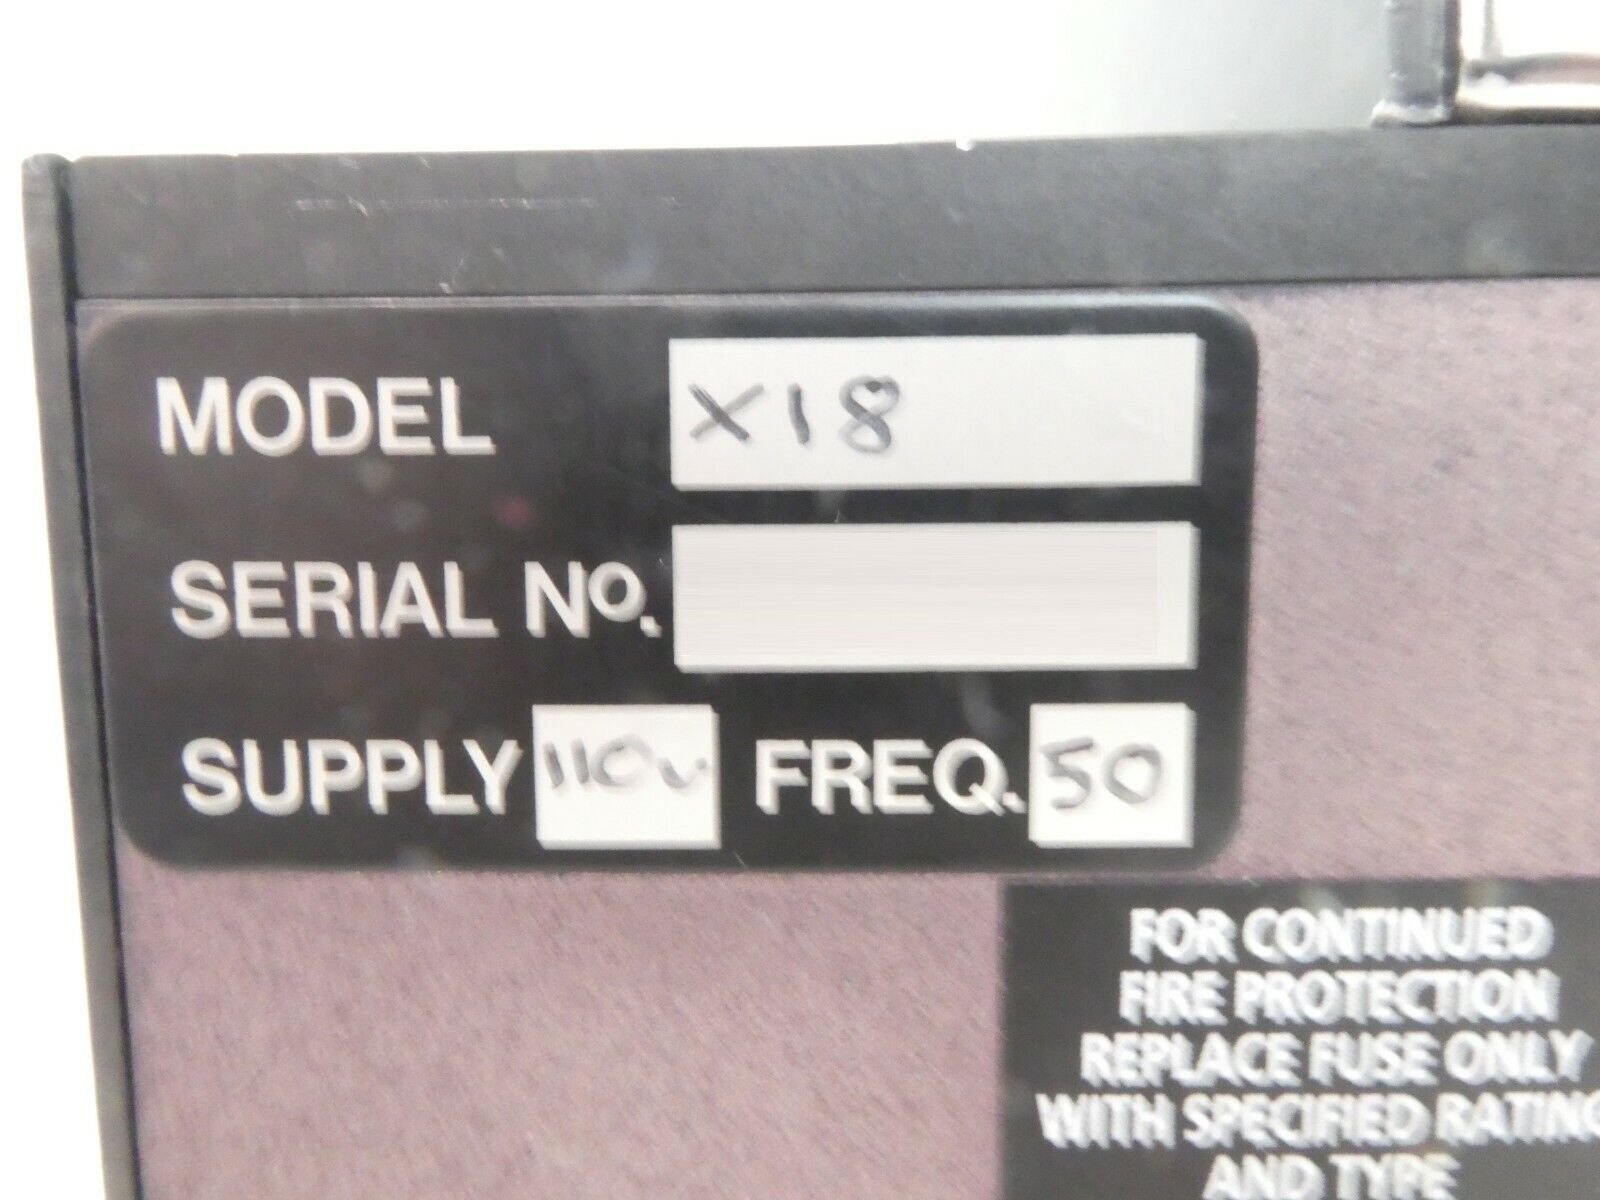 MODEL X18
SERIAL No.
SUPPLY 110v FREQ. 50
FOR CONTINUED
FIRE PROTECTION
REPLACE FUSE ONLY
WITH SPECIFIED RATING
AND TYPE